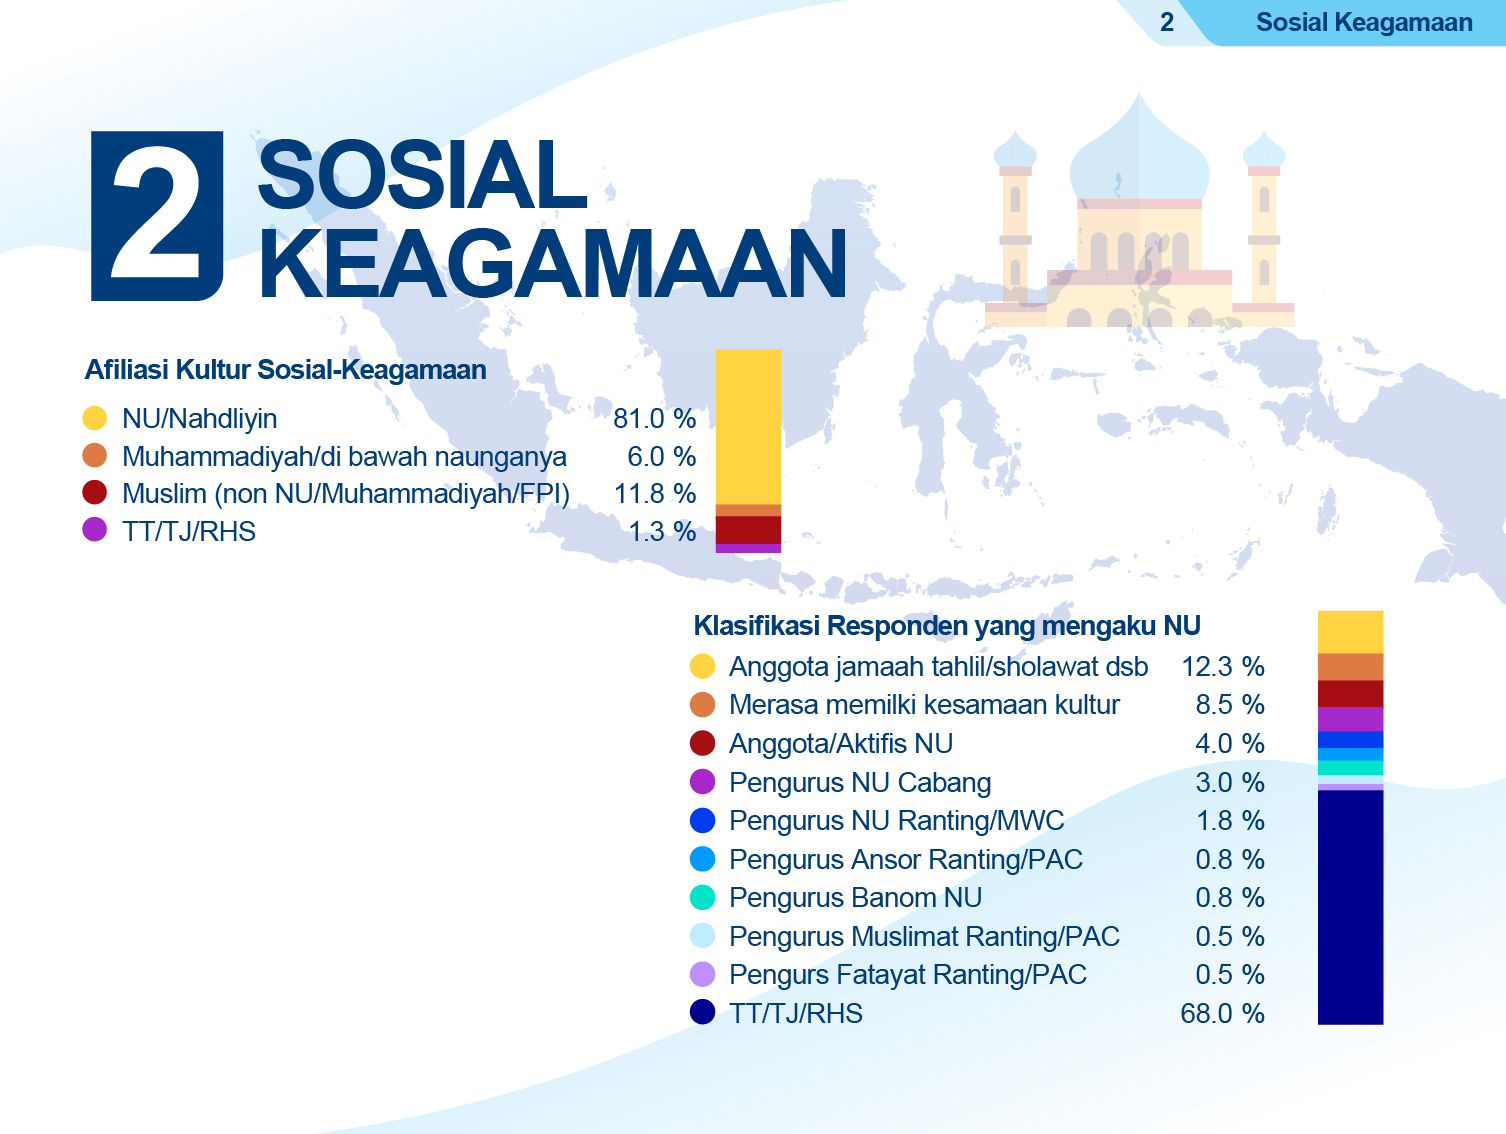 2 Sosial Keagamaan
2 SOSIAL
KEAGAMAAN
Afiliasi Kultur Sosial-Keagamaan
NU/Nahdliyin 81.0 %
Muhammadiyah/di bawah naunganya 6.0 %
Muslim (non NU/Muhammadiyah/FPI) 11.8 %
TT/TJ/RHS 1.3 %
Klasifikasi Responden yang mengaku NU
Anggota jamaah tahlil/sholawat dsb 12.3 %
Merasa memilki kesamaan kultur 8.5 %
Anggota/Aktifis NU 4.0 %
Pengurus NU Cabang 3.0 %
Pengurus NU Ranting/MWC 1.8 %
Pengurus Ansor Ranting/PAC 0.8 %
Pengurus Banom NU 0.8 %
Pengurus Muslimat Ranting/PAC 0.5 %
Pengurs Fatayat Ranting/PAC 0.5 %
TT/TJ/RHS 68.0 %